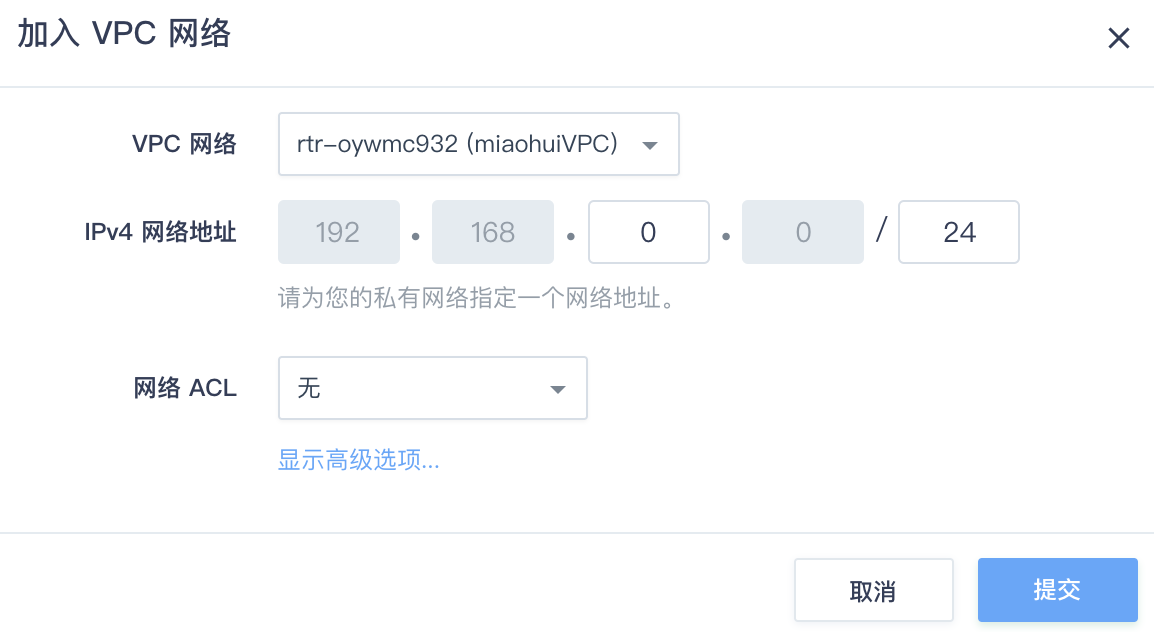 加入 VPC 网络
VPC 网络 rtr-oywmc932 (miaohuiVPC)
IPv4 网络地址 192 . 168 . 0 . 0 / 24
请为您的私有网络指定一个网络地址。
网络 ACL 无
显示高级选项...
取消 提交